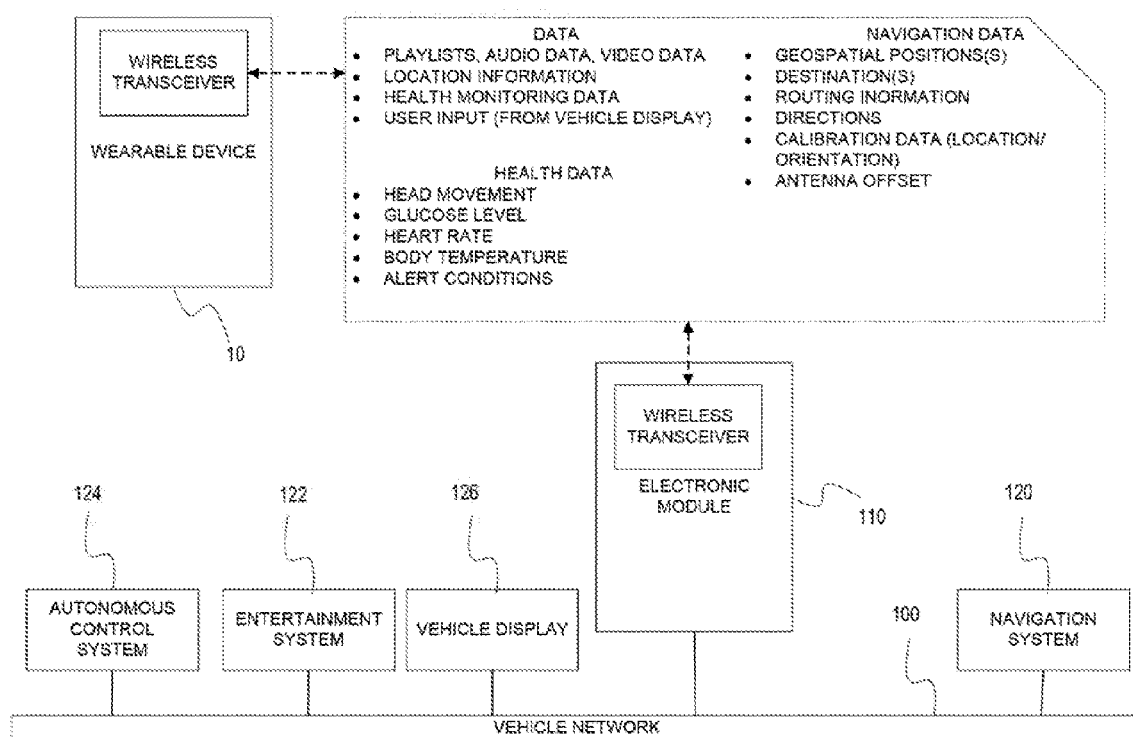 WIRELESS
TRANSCEIVER
WEARABLE DEVICE
10
DATA
• PLAYLISTS, AUDIO DATA, VIDEO DATA
• LOCATION INFORMATION
• HEALTH MONITORING DATA
• USER INPUT (FROM VEHICLE DISPLAY)
HEALTH DATA
• HEAD MOVEMENT
• GLUCOSE LEVEL
• HEART RATE
• BODY TEMPERATURE
• ALERT CONDITIONS
NAVIGATION DATA
• GEOSPATIAL POSITIONS(S)
• DESTINATION(S)
• ROUTING INORMATION
• DIRECTIONS
• CALIBRATION DATA (LOCATION/
ORIENTATION)
• ANTENNA OFFSET
WIRELESS
TRANSCEIVER
ELECTRONIC
MODULE
110
124
122
126
120
100
AUTONOMOUS
CONTROL
SYSTEM
ENTERTAINMENT
SYSTEM
VEHICLE DISPLAY
NAVIGATION
SYSTEM
VEHICLE NETWORK